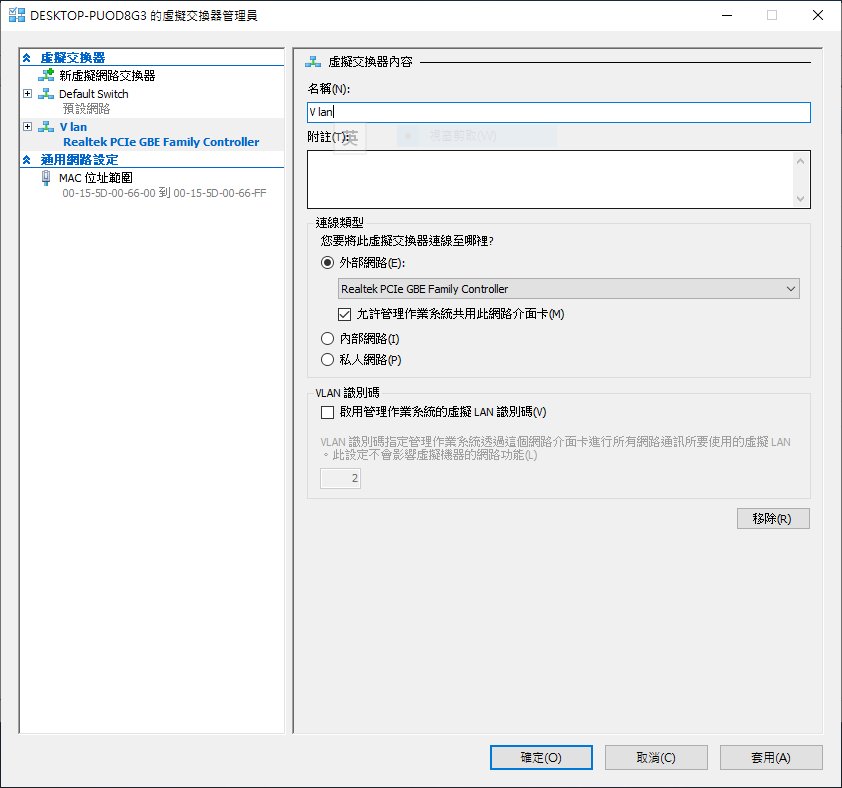 DESKTOP-PUOD8G3 的虛擬交換器管理員
虛擬交換器
新虛擬網路交換器
Default Switch
預設網路
V lan
Realtek PCIe GBE Family Controller
通用網路設定
MAC 位址範圍
00-15-5D-00-66-00 到 00-15-5D-00-66-FF
虛擬交換器內容
名稱(N):
V lan
附註(T):
英
連線類型
您要將此虛擬交換器連線至哪裡?
外部網路(E):
Realtek PCIe GBE Family Controller
允許管理作業系統共用此網路介面卡(M)
內部網路(I)
私人網路(P)
VLAN 識別碼
啟用管理作業系統的虛擬 LAN 識別碼(V)
VLAN 識別碼指定管理作業系統透過這個網路介面卡進行所有網路通訊所要使用的虛擬 LAN
。此設定不會影響虛擬機器的網路功能(L)
2
移除(R)
確定(O)
取消(C)
套用(A)